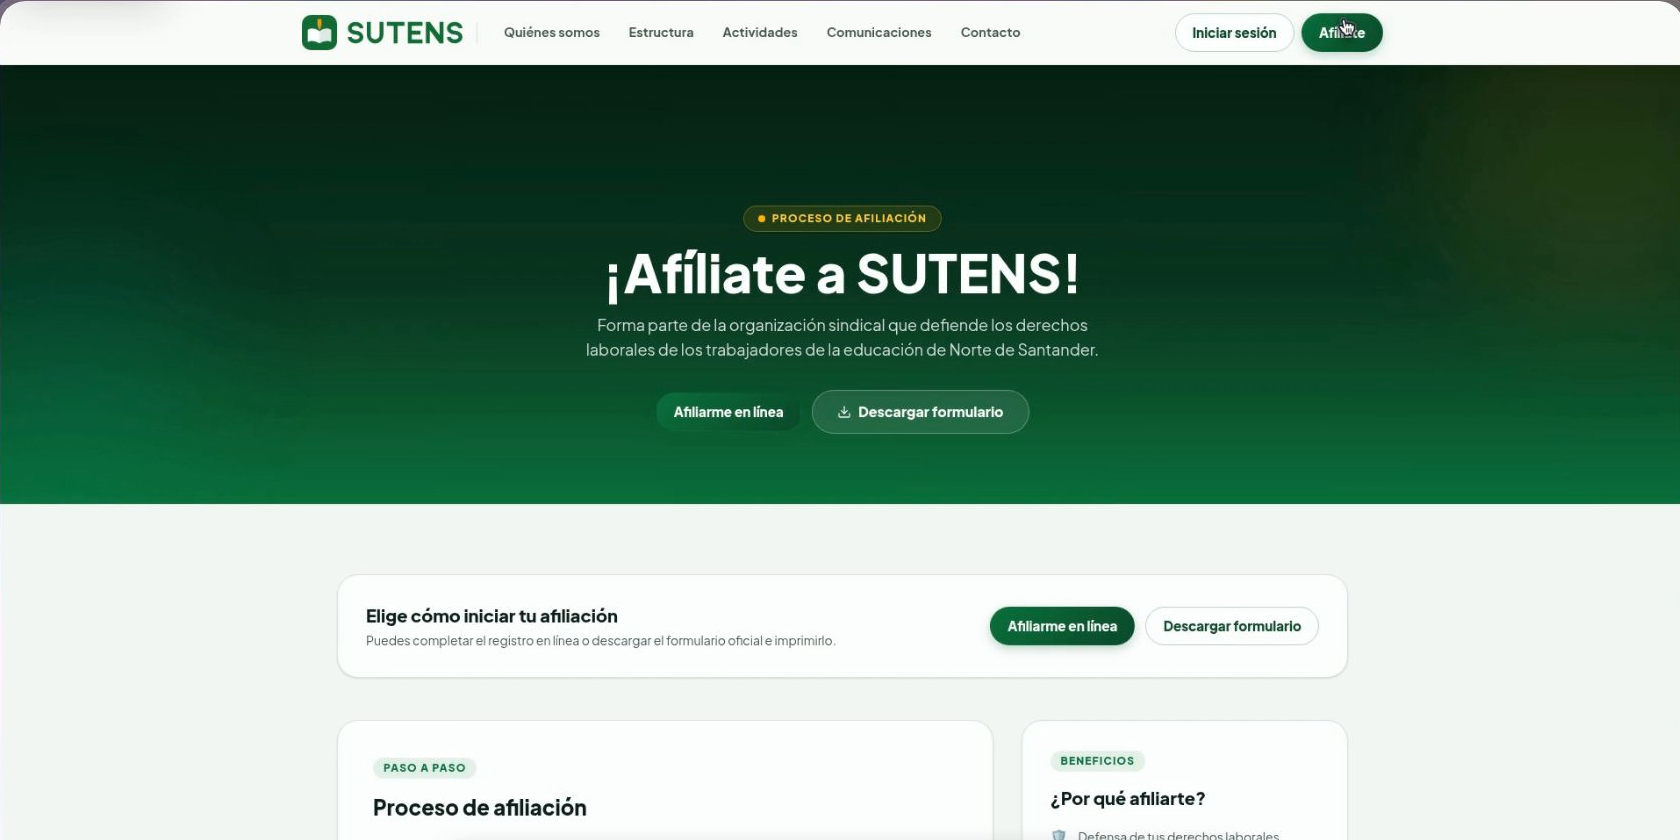 SUTENS
Quiénes somos
Estructura
Actividades
Comunicaciones
Contacto
Iniciar sesión
PROCESO DE AFILIACIÓN
¡Afíliate a SUTENS!
Forma parte de la organización sindical que defiende los derechos
laborales de los trabajadores de la educación de Norte de Santander.
Afiliarme en línea
Descargar formulario
Elige cómo iniciar tu afiliación
Puedes completar el registro en línea o descargar el formulario oficial e imprimirlo.
Afiliarme en línea
Descargar formulario
PASO A PASO
Proceso de afiliación
BENEFICIOS
¿Por qué afiliarte?
Defensa de tus derechos laborales